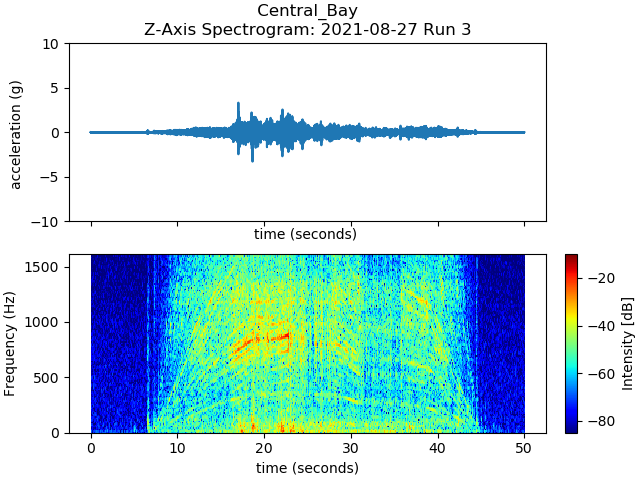 Central_Bay
Z-Axis Spectrogram: 2021-08-27 Run 3
10
5
0
−5
−10
acceleration (g)
time (seconds)
1500
1000
500
0
Frequency (Hz)
0 10 20 30 40 50
time (seconds)
−20
−40
−60
−80
Intensity [dB]